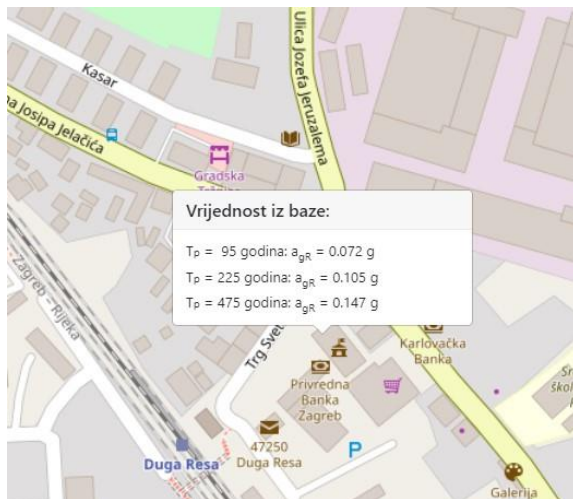 Kasar
Ulica Jozefa Jeruzalema
na Josipa Jelačića
Gradska
Vrijednost iz baze:
Tₚ = 95 godina: a_gR = 0.072 g
Tₚ = 225 godina: a_gR = 0.105 g
Tₚ = 475 godina: a_gR = 0.147 g
Zagreb - Rijeka
Trg Svet
Karlovačka
Banka
Privredna
Banka
Zagreb
47250
Duga Resa
Duga Resa
P
škol
Galerija